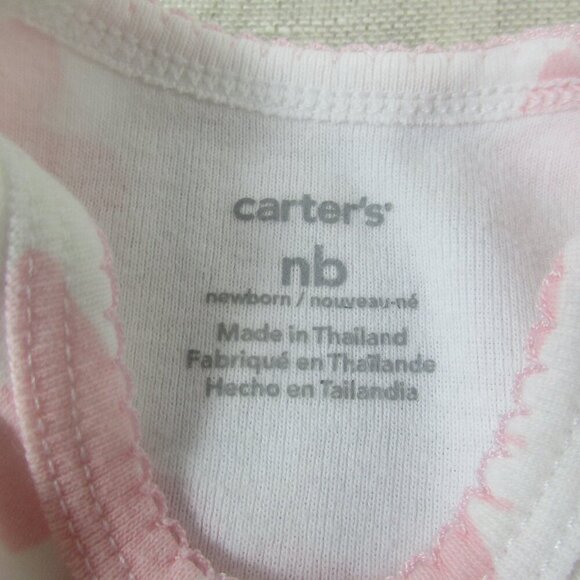 carter's®
nb
newborn / nouveau-né
Made in Thailand
Fabriqué en Thaïlande
Hecho en Tailandia